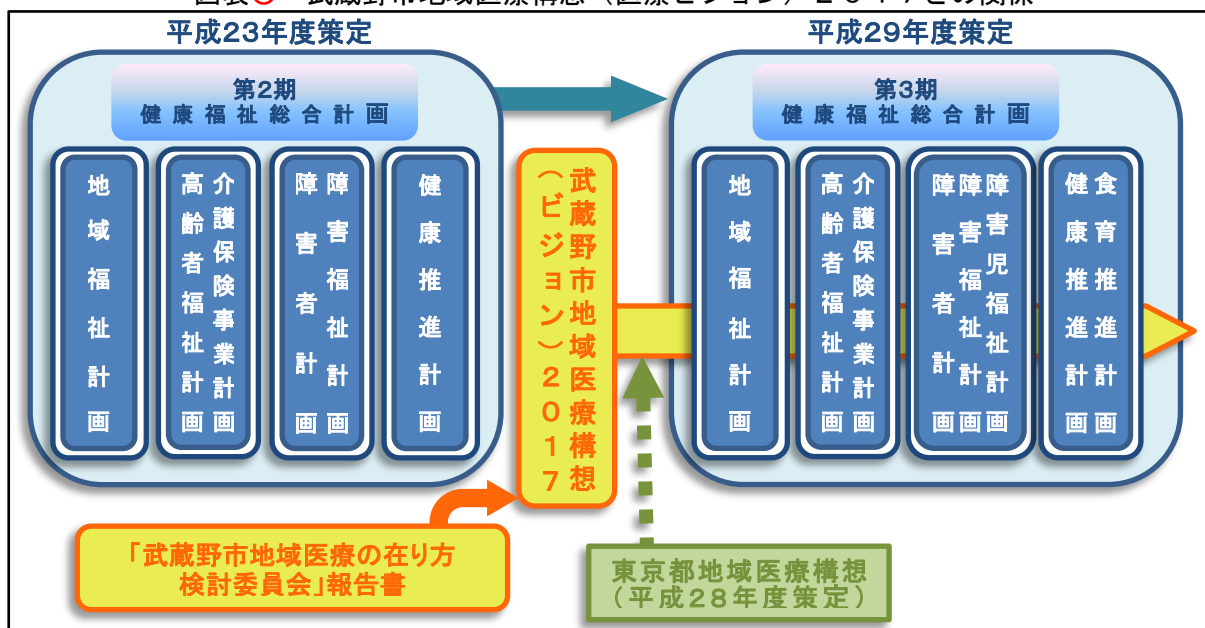 平成23年度策定
平成29年度策定
第2期
健康福祉総合計画
地域福祉計画
高齢者福祉計画
介護保険事業計画
障害者計画
障害福祉計画
健康推進計画
武蔵野市地域医療構想
(ビジョン)2017
第3期
健康福祉総合計画
地域福祉計画
高齢者福祉計画
介護保険事業計画
障害者計画
障害福祉計画
障害児福祉計画
健康推進計画
食育推進計画
「武蔵野市地域医療の在り方
検討委員会」報告書
東京都地域医療構想
(平成28年度策定)